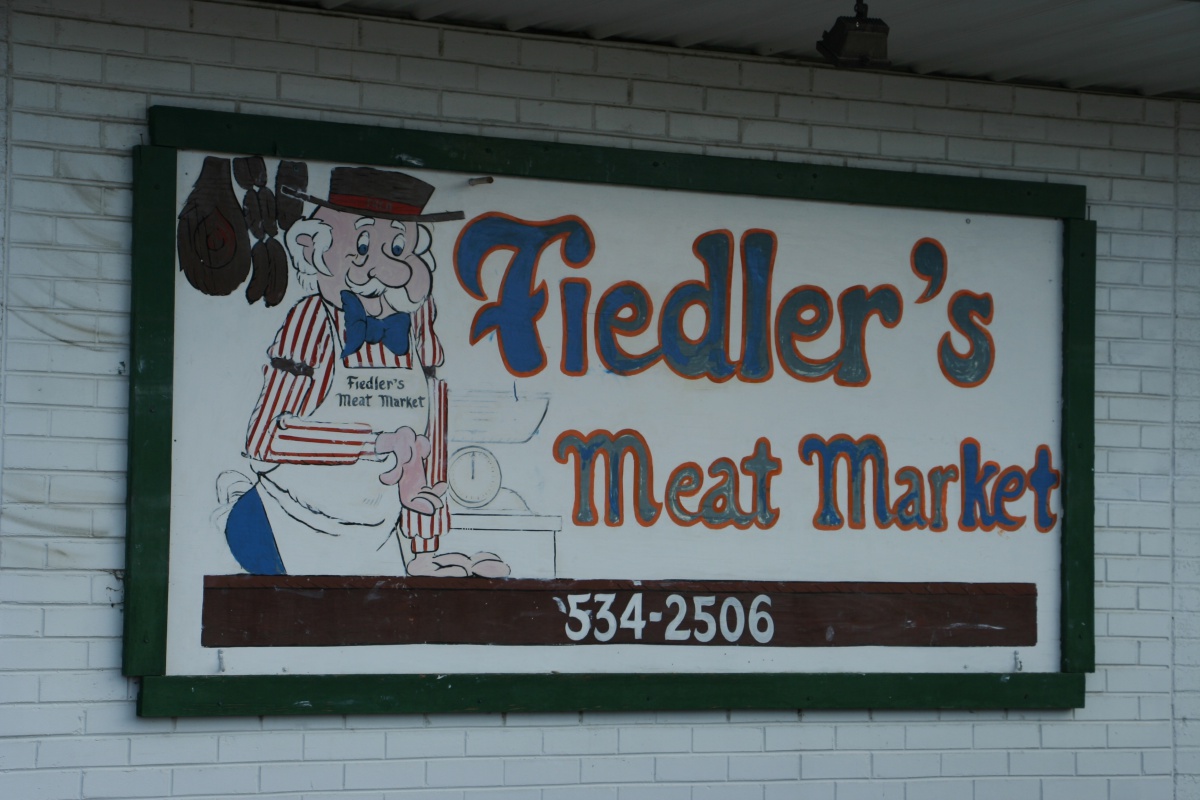 Fiedler's
Meat Market
Fiedler's
Meat Market
534-2506